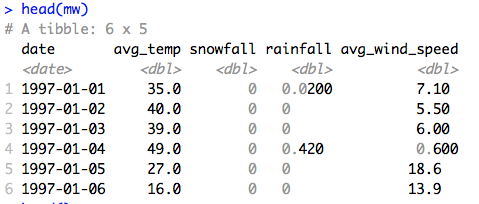 > head(mw)
# A tibble: 6 x 5
date avg_temp snowfall rainfall avg_wind_speed
<date> <dbl> <dbl> <dbl> <dbl>
1 1997-01-01 35.0 0 0.0200 7.10
2 1997-01-02 40.0 0 0 5.50
3 1997-01-03 39.0 0 0 6.00
4 1997-01-04 49.0 0 0.420 0.600
5 1997-01-05 27.0 0 0 18.6
6 1997-01-06 16.0 0 0 13.9